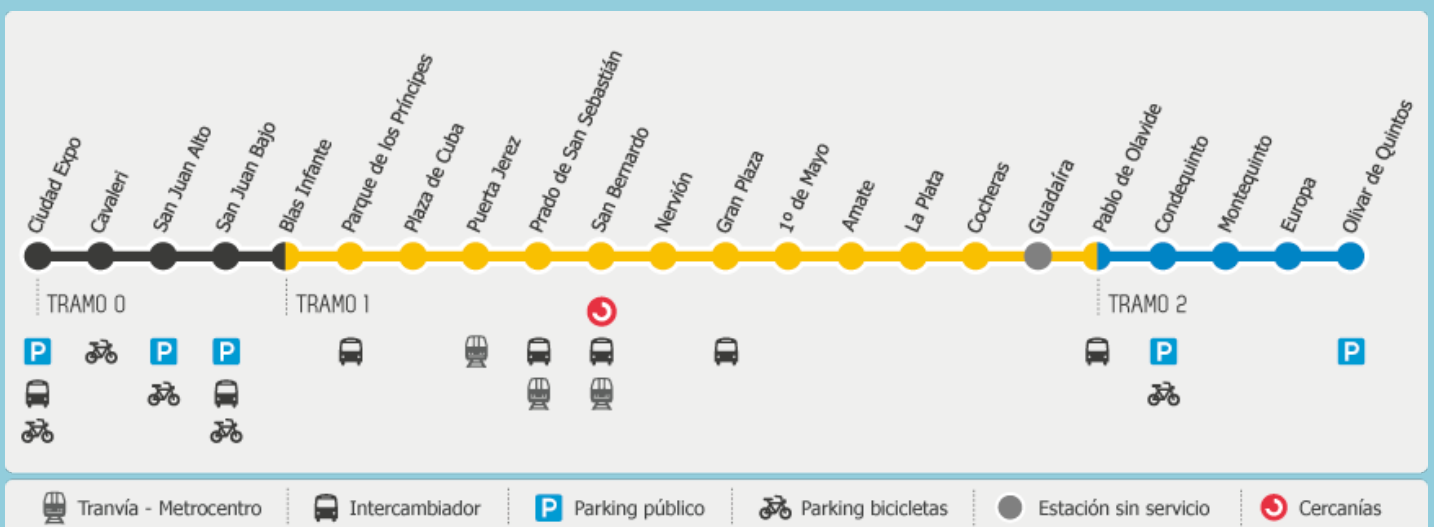 Ciudad Expo
Cavaleri
San Juan Alto
San Juan Bajo
Blas Infante
Parque de los Príncipes
Plaza de Cuba
Puerta Jerez
Prado de San Sebastián
San Bernardo
Nervión
Gran Plaza
1º de Mayo
Amate
La Plata
Cocheras
Guadaíra
Pablo de Olavide
Condequinto
Montequinto
Europa
Olivar de Quintos
TRAMO 0
TRAMO 1
TRAMO 2
P
P
P
P
P
Tranvía - Metrocentro
Intercambiador
P Parking público
Parking bicicletas
Estación sin servicio
Cercanías